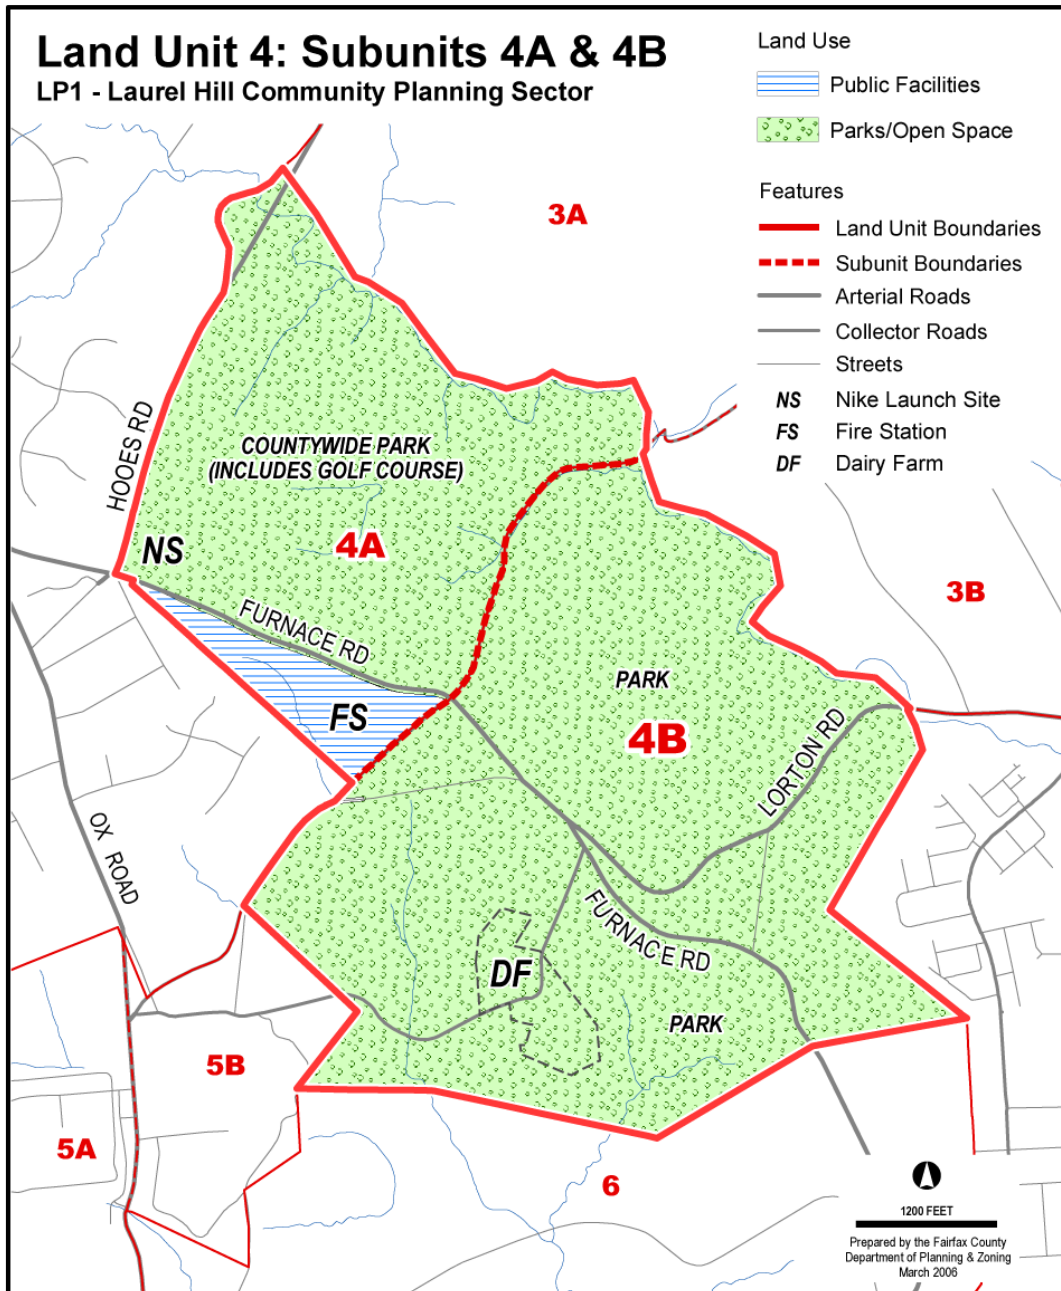 Land Unit 4: Subunits 4A & 4B
LP1 - Laurel Hill Community Planning Sector
Land Use
Public Facilities
Parks/Open Space
Features
Land Unit Boundaries
Subunit Boundaries
Arterial Roads
Collector Roads
Streets
NS Nike Launch Site
FS Fire Station
DF Dairy Farm
3A
HOOES RD
COUNTYWIDE PARK
(INCLUDES GOLF COURSE)
4A
NS
3B
FURNACE RD
PARK
FS
4B
LORTON RD
OX ROAD
FURNACE RD
DF
PARK
5B
5A
6
1200 FEET
Prepared by the Fairfax County
Department of Planning & Zoning
March 2006